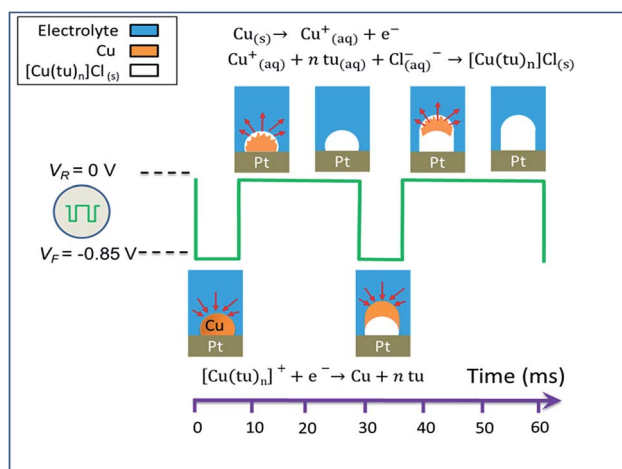 Electrolyte
Cu
[Cu(tu)n]Cl (s)
Cu(s) → Cu⁺(aq) + e⁻
Cu⁺(aq) + n tu(aq) + Cl⁻(aq)⁻ → [Cu(tu)n]Cl(s)
Pt
Pt
Pt
Pt
V_R = 0 V
V_F = -0.85 V
Cu
Pt
Pt
[Cu(tu)n]⁺ + e⁻ → Cu + n tu
Time (ms)
0 10 20 30 40 50 60